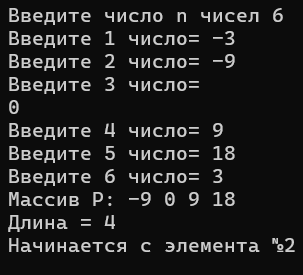 Введите число n чисел 6
Введите 1 число= -3
Введите 2 число= -9
Введите 3 число=
0
Введите 4 число= 9
Введите 5 число= 18
Введите 6 число= 3
Массив P: -9 0 9 18
Длина = 4
Начинается с элемента №2